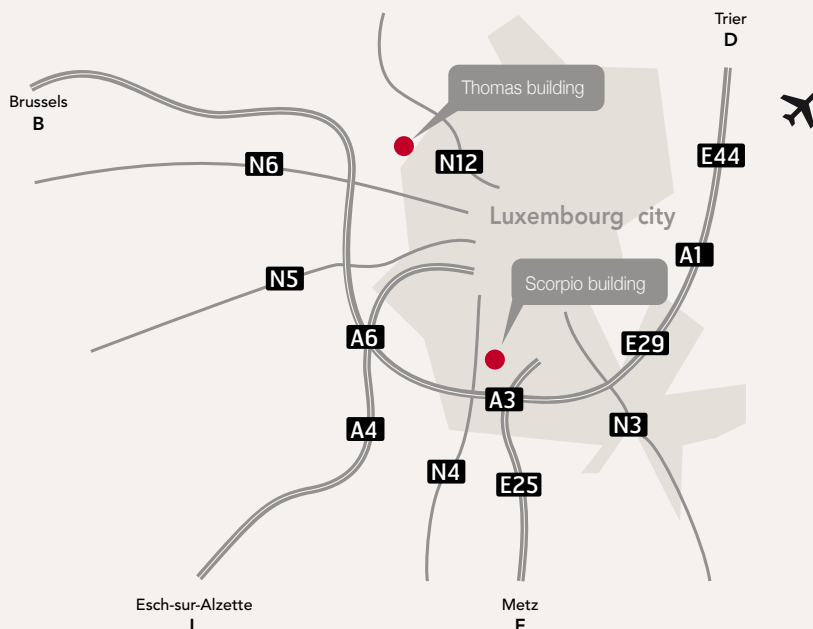 Trier
D
Thomas building
Brussels
B
E44
N6
N12
Luxembourg city
A1
N5
Scorpio building
A6
E29
A3
A4
N3
N4
E25
Esch-sur-Alzette
Metz